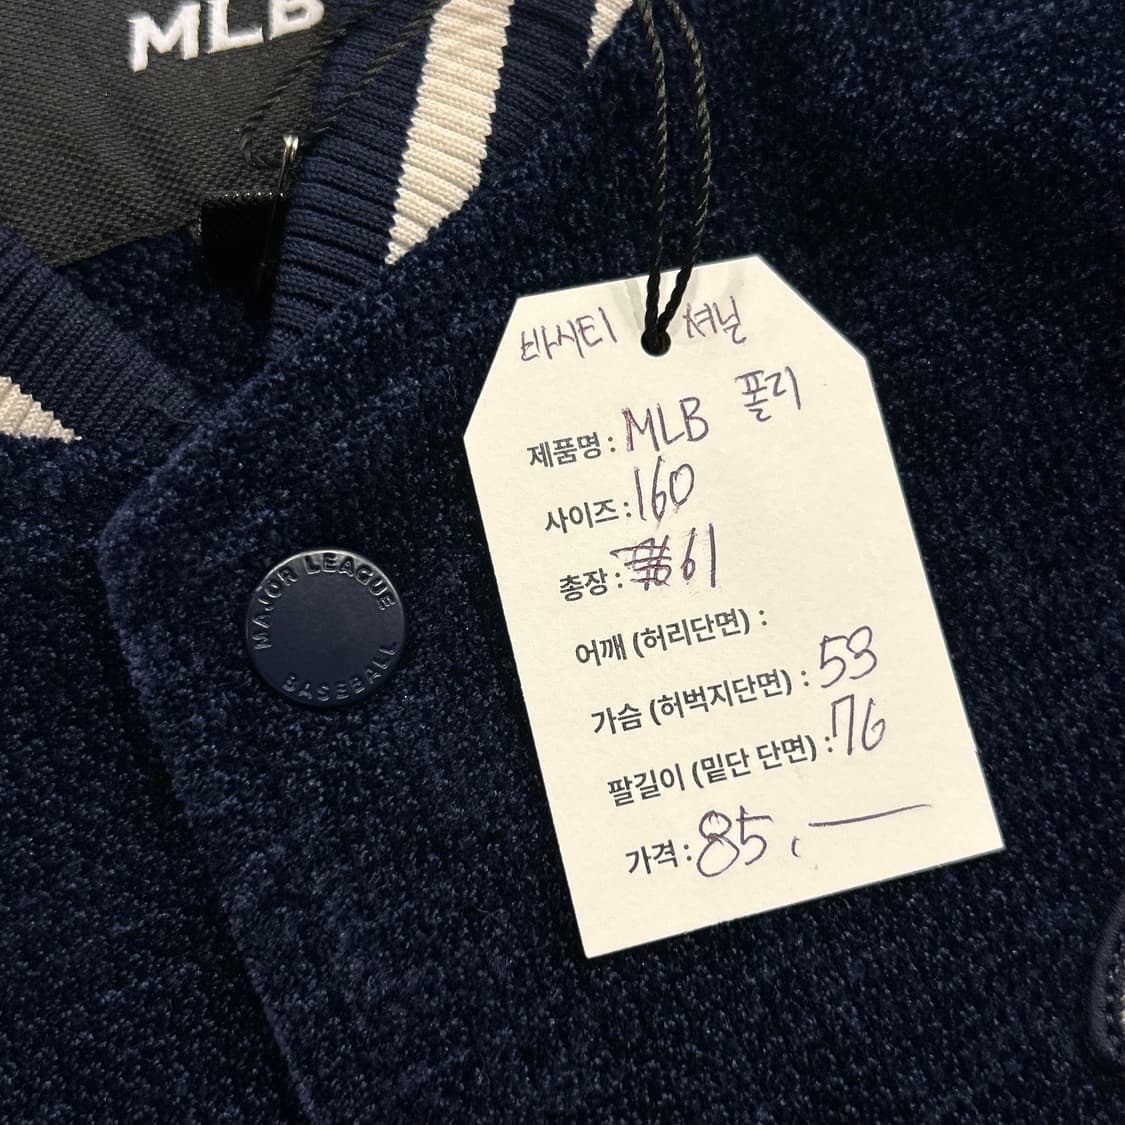 MLB
MAJOR LEAGUE
BASEBALL
바시티 셔닐
폴리
제품명 : MLB
사이즈 : 160
총장 : 61
어깨 (허리단면) :
가슴 (허벅지단면) : 53
팔길이 (밑단 단면) : 76
가격 : 85,—